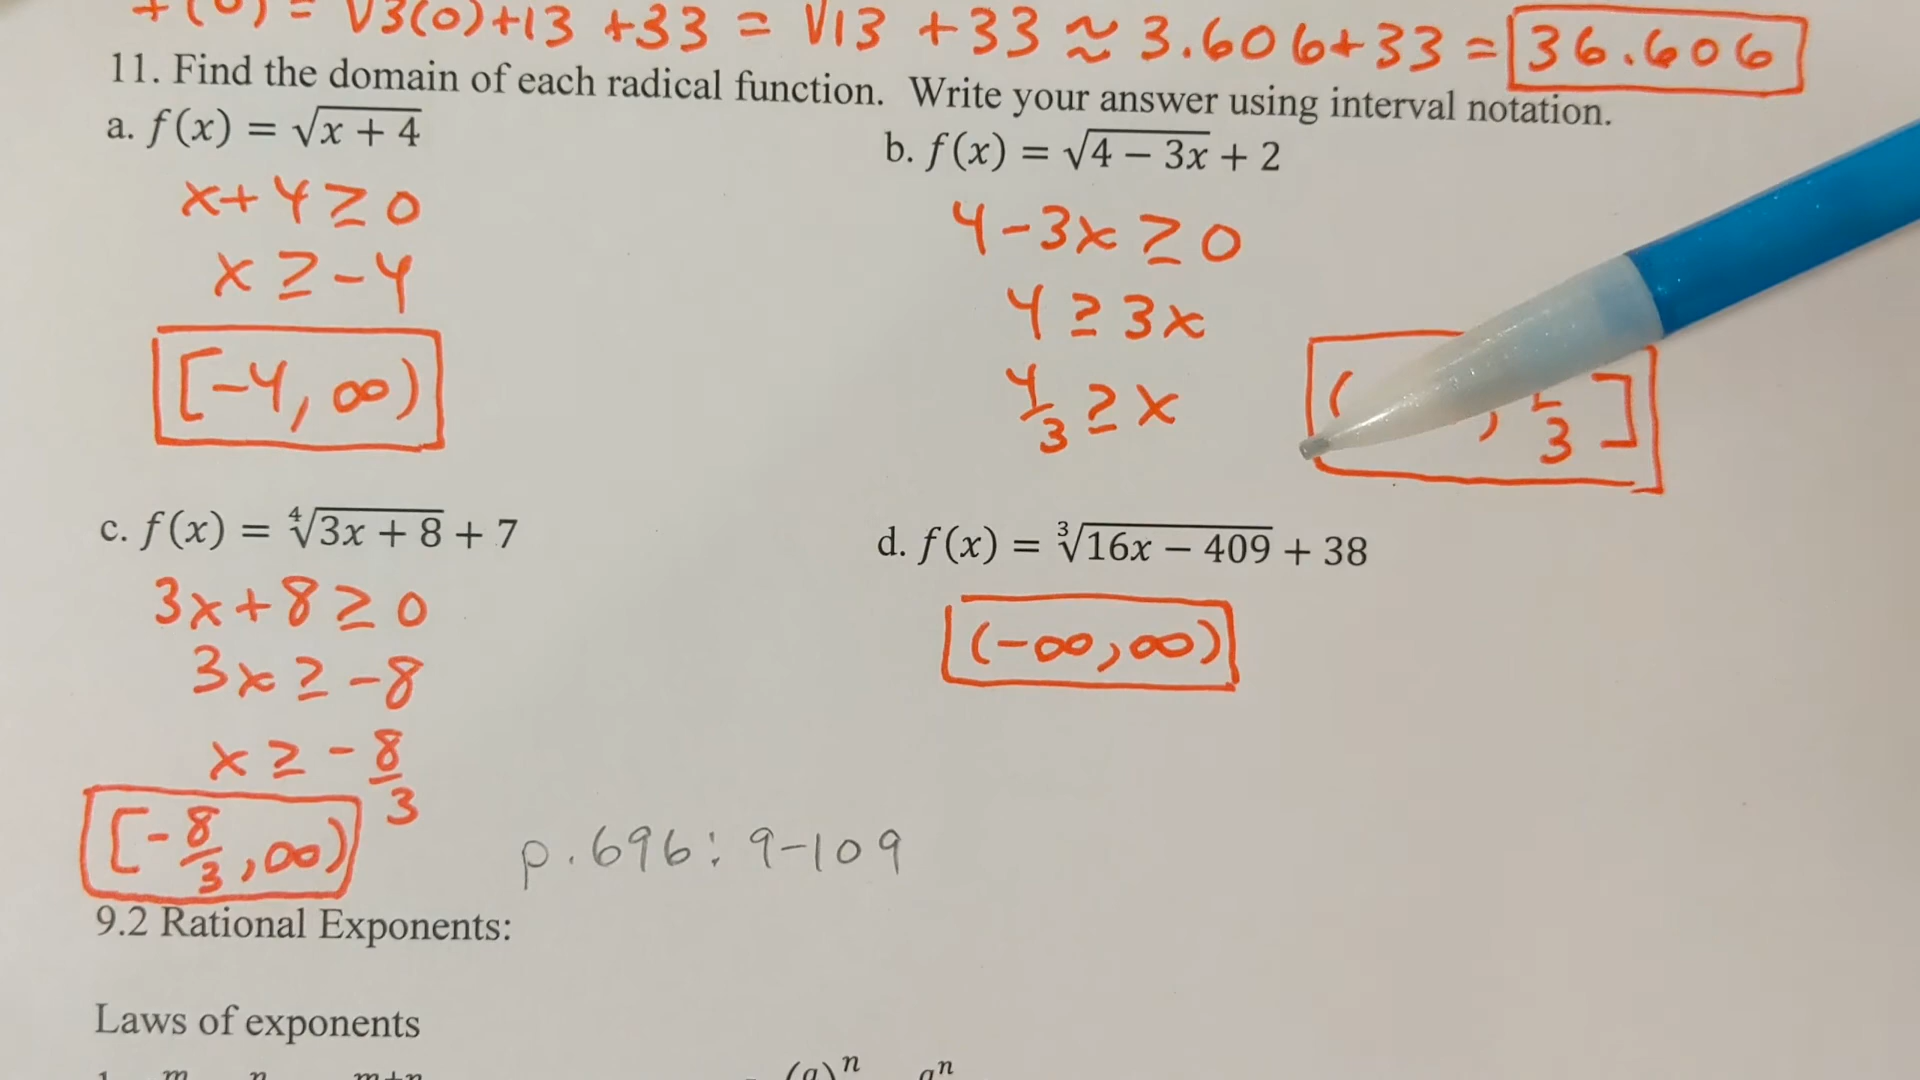 f(0) = √3(0)+13 +33 = √13 +33 ≈ 3.606+33 = 36.606
11. Find the domain of each radical function. Write your answer using interval notation.
a. f(x) = √x + 4
x+4≥0
x≥-4
[-4,∞)
b. f(x) = √4 − 3x + 2
4-3x≥0
4≥3x
4/3≥x
( , 3]
c. f(x) = ∜3x + 8 + 7
3x+8≥0
3x≥-8
x≥-8/3
[-8/3,∞)
d. f(x) = ∛16x − 409 + 38
(-∞,∞)
p.696: 9-109
9.2 Rational Exponents:
Laws of exponents